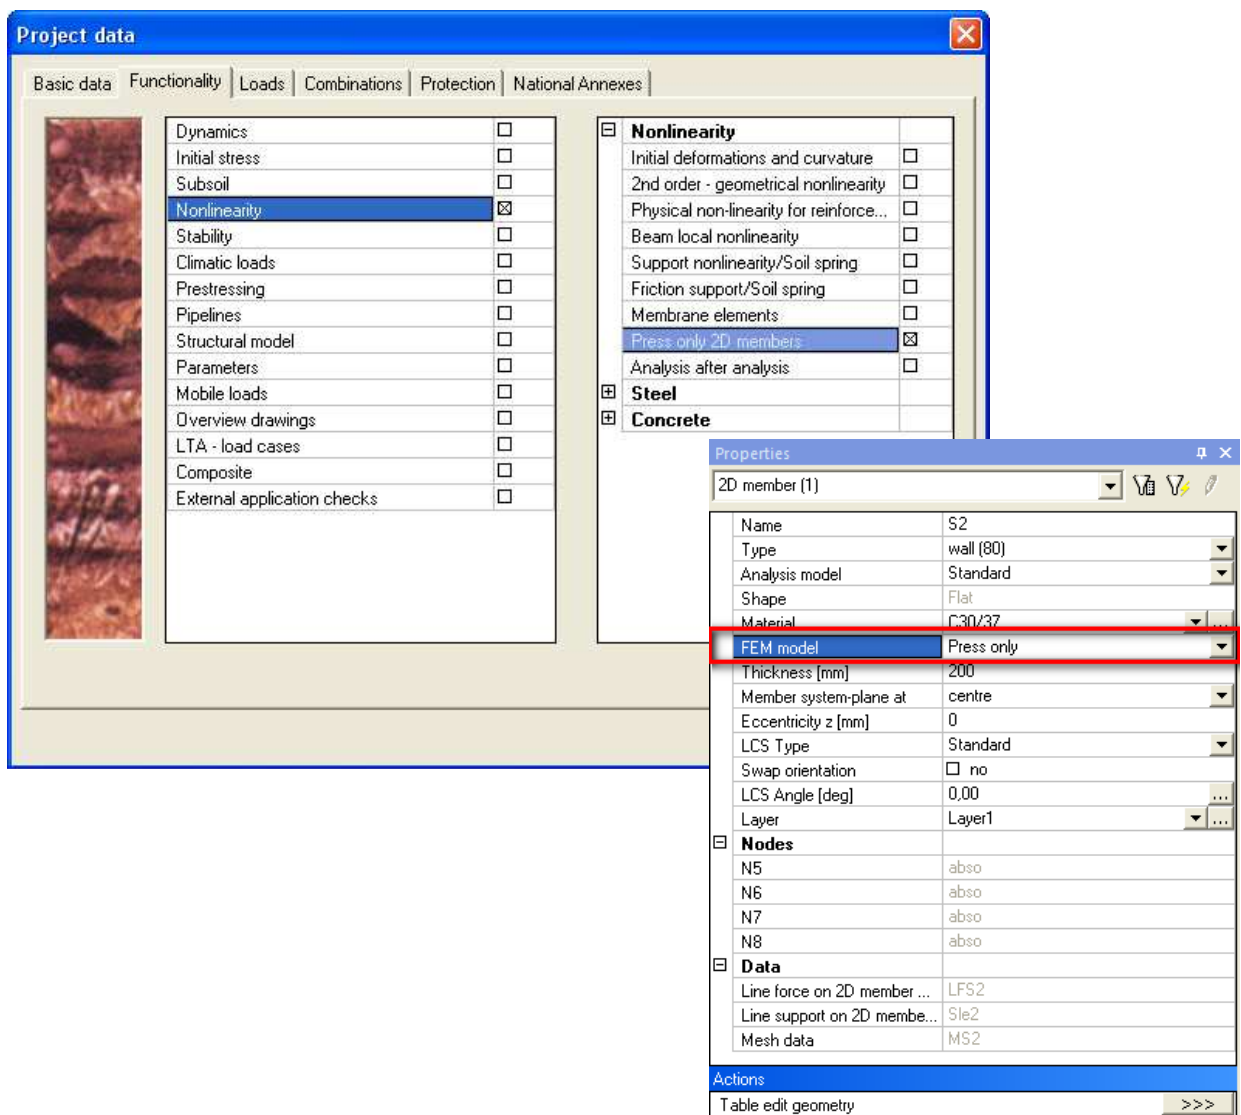 Project data
Basic data Functionality Loads Combinations Protection National Annexes
Dynamics
Initial stress
Subsoil
Nonlinearity
Stability
Climatic loads
Prestressing
Pipelines
Structural model
Parameters
Mobile loads
Overview drawings
LTA - load cases
Composite
External application checks
Nonlinearity
Initial deformations and curvature
2nd order - geometrical nonlinearity
Physical non-linearity for reinforce...
Beam local nonlinearity
Support nonlinearity/Soil spring
Friction support/Soil spring
Membrane elements
Press only 2D members
Analysis after analysis
Steel
Concrete
Properties
2D member (1)
Name S2
Type wall (80)
Analysis model Standard
Shape Flat
Material C30/37 ...
FEM model Press only
Thickness [mm] 200
Member system-plane at centre
Eccentricity z [mm] 0
LCS Type Standard
Swap orientation no
LCS Angle [deg] 0,00 ...
Layer Layer1 ...
Nodes
N5 abso
N6 abso
N7 abso
N8 abso
Data
Line force on 2D member ... LFS2
Line support on 2D membe... Sle2
Mesh data MS2
Actions
Table edit geometry >>>